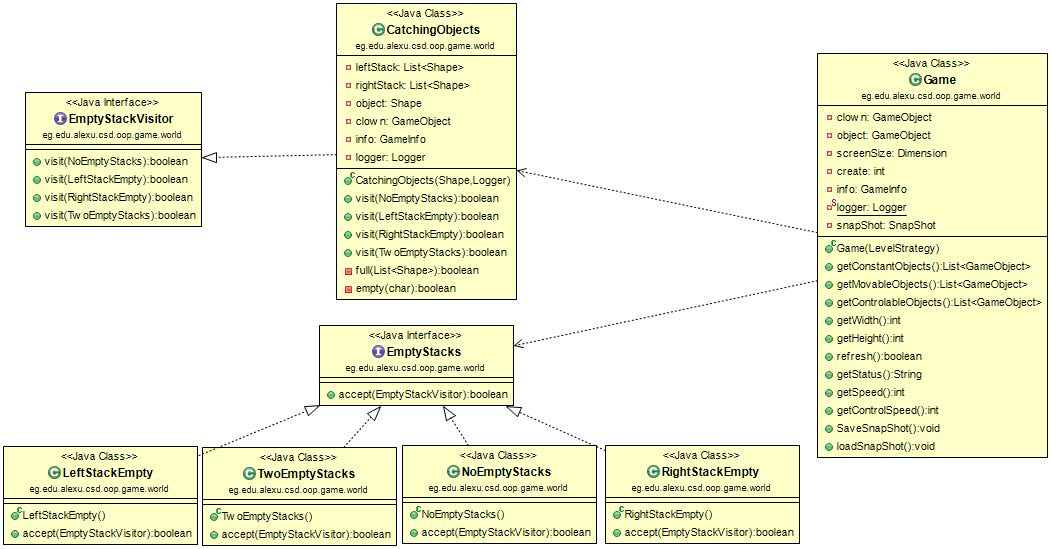 <<Java Class>>
CatchingObjects
eg.edu.alexu.csd.oop.game.world
leftStack: List<Shape>
rightStack: List<Shape>
object: Shape
clown: GameObject
info: GameInfo
logger: Logger
CatchingObjects(Shape,Logger)
visit(NoEmptyStacks):boolean
visit(LeftStackEmpty):boolean
visit(RightStackEmpty):boolean
visit(TwoEmptyStacks):boolean
full(List<Shape>):boolean
empty(char):boolean
<<Java Interface>>
EmptyStackVisitor
eg.edu.alexu.csd.oop.game.world
visit(NoEmptyStacks):boolean
visit(LeftStackEmpty):boolean
visit(RightStackEmpty):boolean
visit(TwoEmptyStacks):boolean
<<Java Class>>
Game
eg.edu.alexu.csd.oop.game.world
clown: GameObject
object: GameObject
screenSize: Dimension
create: int
info: GameInfo
logger: Logger
snapShot: SnapShot
Game(LevelStrategy)
getConstantObjects():List<GameObject>
getMovableObjects():List<GameObject>
getControlableObjects():List<GameObject>
getWidth():int
getHeight():int
refresh():boolean
getStatus():String
getSpeed():int
getControlSpeed():int
SaveSnapShot():void
loadSnapShot():void
<<Java Interface>>
EmptyStacks
eg.edu.alexu.csd.oop.game.world
accept(EmptyStackVisitor):boolean
<<Java Class>>
LeftStackEmpty
eg.edu.alexu.csd.oop.game.world
LeftStackEmpty()
accept(EmptyStackVisitor):boolean
<<Java Class>>
TwoEmptyStacks
eg.edu.alexu.csd.oop.game.world
TwoEmptyStacks()
accept(EmptyStackVisitor):boolean
<<Java Class>>
NoEmptyStacks
eg.edu.alexu.csd.oop.game.world
NoEmptyStacks()
accept(EmptyStackVisitor):boolean
<<Java Class>>
RightStackEmpty
eg.edu.alexu.csd.oop.game.world
RightStackEmpty()
accept(EmptyStackVisitor):boolean